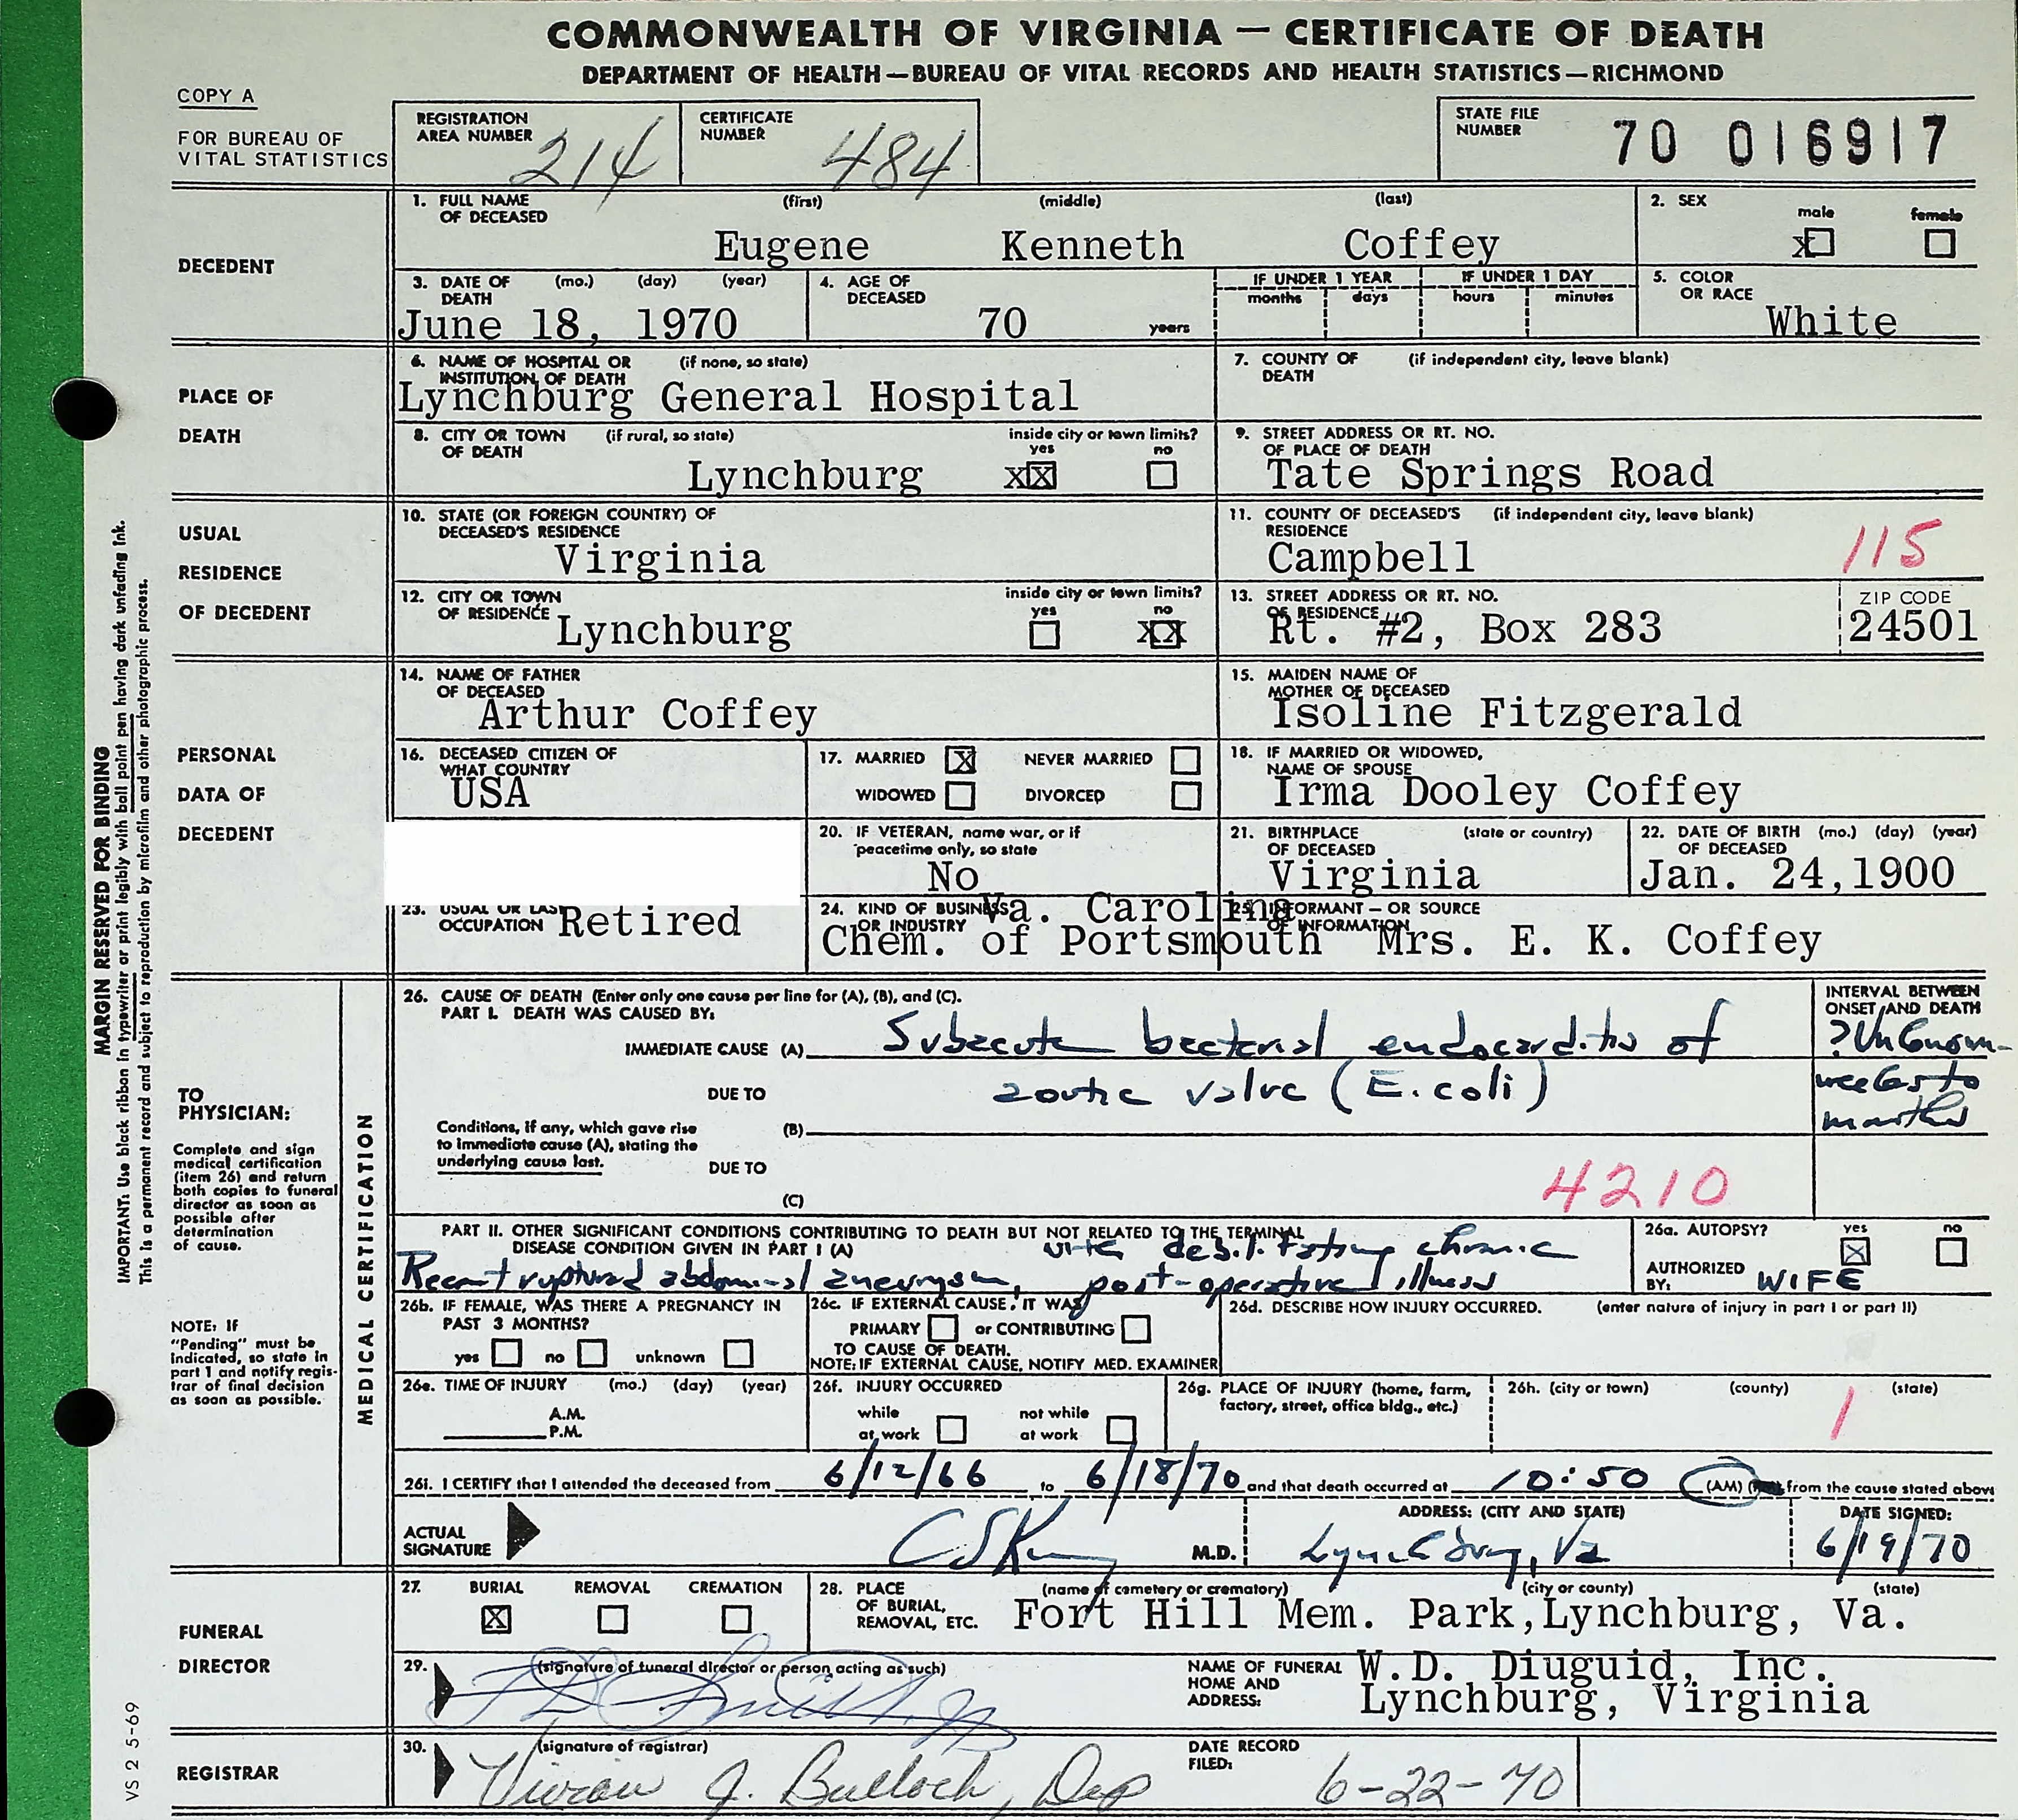 COMMONWEALTH OF VIRGINIA — CERTIFICATE OF DEATH
DEPARTMENT OF HEALTH—BUREAU OF VITAL RECORDS AND HEALTH STATISTICS—RICHMOND
COPY A
FOR BUREAU OF
VITAL STATISTICS
REGISTRATION
AREA NUMBER
214
CERTIFICATE
NUMBER
484
STATE FILE
NUMBER
70 016917
DECEDENT
1. FULL NAME (first) (middle) (last)
OF DECEASED
Eugene Kenneth Coffey
2. SEX
male female
X
3. DATE OF (mo.) (day) (year)
DEATH
June 18, 1970
4. AGE OF
DECEASED
70 years
IF UNDER 1 YEAR IF UNDER 1 DAY
months days hours minutes
5. COLOR
OR RACE
White
PLACE OF
DEATH
6. NAME OF HOSPITAL OR (if none, so state)
INSTITUTION OF DEATH
Lynchburg General Hospital
7. COUNTY OF (if independent city, leave blank)
DEATH
8. CITY OR TOWN (if rural, so state) inside city or town limits?
OF DEATH yes no
Lynchburg XX
9. STREET ADDRESS OR RT. NO.
OF PLACE OF DEATH
Tate Springs Road
USUAL
RESIDENCE
OF DECEDENT
10. STATE (OR FOREIGN COUNTRY) OF
DECEASED'S RESIDENCE
Virginia
11. COUNTY OF DECEASED'S (if independent city, leave blank)
RESIDENCE
Campbell
115
12. CITY OR TOWN inside city or town limits?
OF RESIDENCE yes no
Lynchburg XX
13. STREET ADDRESS OR RT. NO.
OF RESIDENCE
Rt. #2, Box 283
ZIP CODE
24501
PERSONAL
DATA OF
DECEDENT
14. NAME OF FATHER
OF DECEASED
Arthur Coffey
15. MAIDEN NAME OF
MOTHER OF DECEASED
Isoline Fitzgerald
16. DECEASED CITIZEN OF
WHAT COUNTRY
USA
17. MARRIED X NEVER MARRIED
WIDOWED DIVORCED
18. IF MARRIED OR WIDOWED,
NAME OF SPOUSE
Irma Dooley Coffey
20. IF VETERAN, name war, or if
peacetime only, so state
No
21. BIRTHPLACE (state or country)
OF DECEASED
Virginia
22. DATE OF BIRTH (mo.) (day) (year)
OF DECEASED
Jan. 24,1900
23. USUAL OR LAST
OCCUPATION
Retired
24. KIND OF BUSINESS
OR INDUSTRY
Va. Carolina
Chem. of Portsmouth
25. INFORMANT — OR SOURCE
OF INFORMATION
Mrs. E. K. Coffey
TO
PHYSICIAN:
Complete and sign
medical certification
(item 26) and return
both copies to funeral
director as soon as
possible after
determination
of cause.
NOTE: IF
"Pending" must be
indicated, so state in
part 1 and notify regis-
trar of final decision
as soon as possible.
MEDICAL CERTIFICATION
26. CAUSE OF DEATH (Enter only one cause per line for (A), (B), and (C).
PART I. DEATH WAS CAUSED BY:
IMMEDIATE CAUSE (A) Subacute bacterial endocarditis of
DUE TO aortic valve (E. coli)
INTERVAL BETWEEN
ONSET AND DEATH
? Unknown-
weeks to
months
Conditions, if any, which gave rise
to immediate cause (A), stating the
underlying cause last.
(B)
DUE TO
(C)
4210
PART II. OTHER SIGNIFICANT CONDITIONS CONTRIBUTING TO DEATH BUT NOT RELATED TO THE TERMINAL
DISEASE CONDITION GIVEN IN PART I (A)
with debilitating chronic
Recent ruptured abdominal aneurysm, post-operative illness
26a. AUTOPSY? yes no
X
AUTHORIZED
BY: WIFE
26b. IF FEMALE, WAS THERE A PREGNANCY IN
PAST 3 MONTHS?
yes no unknown
26c. IF EXTERNAL CAUSE, IT WAS
PRIMARY or CONTRIBUTING
TO CAUSE OF DEATH.
NOTE: IF EXTERNAL CAUSE, NOTIFY MED. EXAMINER
26d. DESCRIBE HOW INJURY OCCURRED. (enter nature of injury in part I or part II)
26e. TIME OF INJURY (mo.) (day) (year)
A.M.
P.M.
26f. INJURY OCCURRED
while not while
at work at work
26g. PLACE OF INJURY (home, farm,
factory, street, office bldg., etc.)
26h. (city or town) (county) (state)
1
26i. I CERTIFY that I attended the deceased from 6/12/66 to 6/18/70 and that death occurred at 10:50 (AM) from the cause stated above
ACTUAL
SIGNATURE
M.D.
ADDRESS: (CITY AND STATE)
Lynchburg, Va
DATE SIGNED:
6/19/70
FUNERAL
DIRECTOR
27. BURIAL REMOVAL CREMATION
X
28. PLACE (name of cemetery or crematory) (city or county) (state)
OF BURIAL,
REMOVAL, ETC.
Fort Hill Mem. Park,Lynchburg, Va.
29. (signature of funeral director or person acting as such)
NAME OF FUNERAL
HOME AND
ADDRESS:
W.D. Diuguid, Inc.
Lynchburg, Virginia
REGISTRAR
30. (signature of registrar)
Vivian J. Bulloch, Dep
DATE RECORD
FILED:
6-22-70
MARGIN RESERVED FOR BINDING
IMPORTANT: Use black ribbon in typewriter or print legibly with ball point pen having dark unfading ink.
This is a permanent record and subject to reproduction by microfilm and other photographic process.
VS 2 5-69